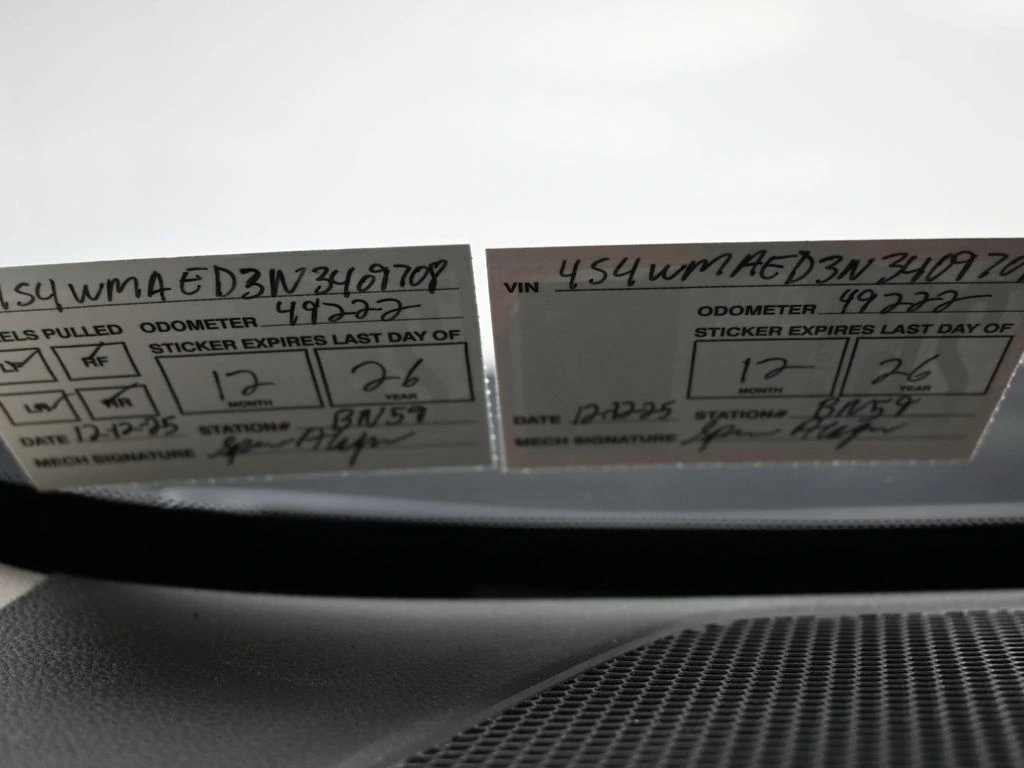 4S4WMAED3N3409708
ELS PULLED ODOMETER 49222
STICKER EXPIRES LAST DAY OF
LF RF
12 26
MONTH YEAR
LR RR
DATE 12-12-25 STATION# BN59
MECH SIGNATURE
VIN 4S4WMAED3N340970
ODOMETER 49222
STICKER EXPIRES LAST DAY OF
12 26
MONTH YEAR
DATE 12-12-25 STATION# BN59
MECH SIGNATURE